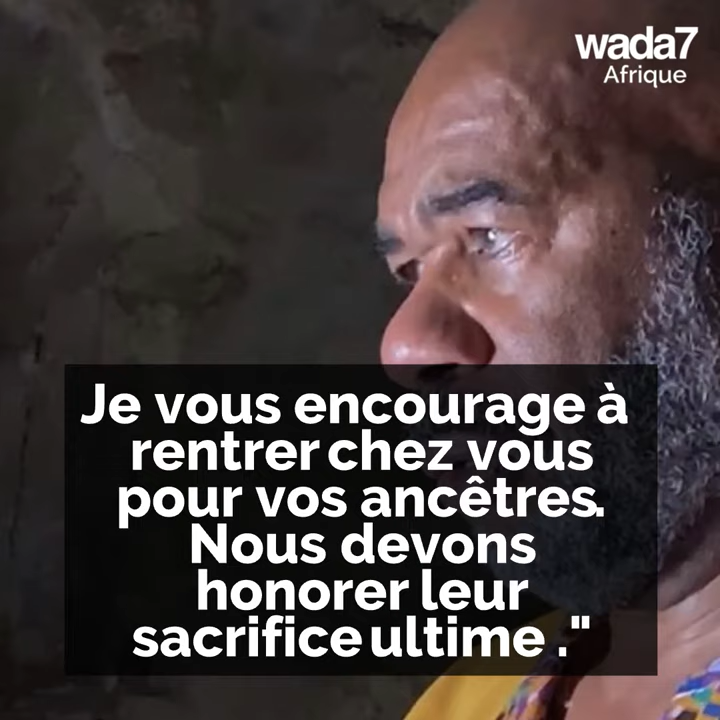 wada7
Afrique
Je vous encourage à
rentrer chez vous
pour vos ancêtres.
Nous devons
honorer leur
sacrifice ultime ."